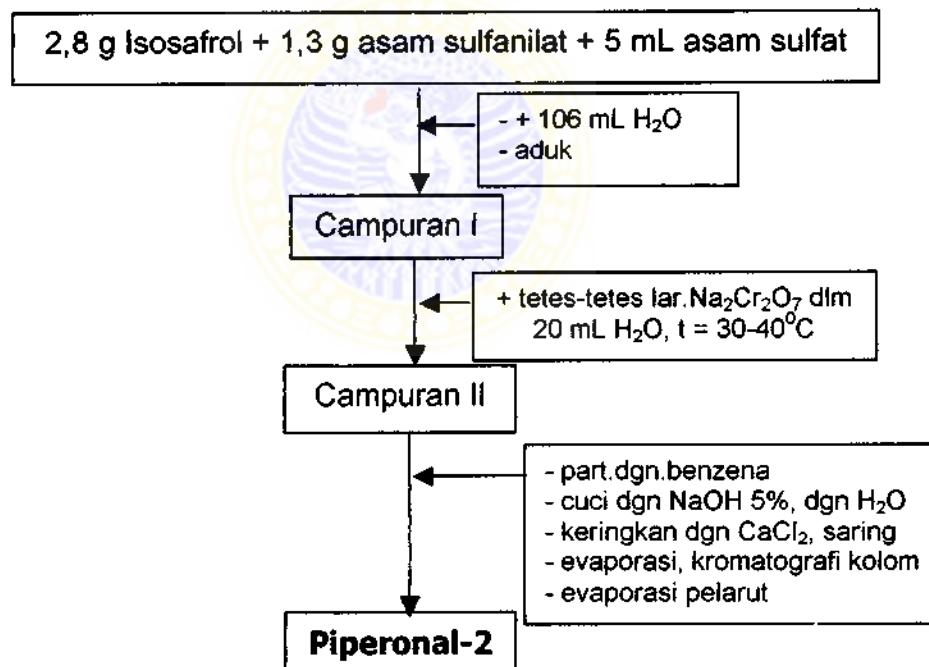 2,8 g Isosafrol + 1,3 g asam sulfanilat + 5 mL asam sulfat
- + 106 mL H₂O
- aduk
Campuran I
+ tetes-tetes lar.Na₂Cr₂O₇ dlm
20 mL H₂O, t = 30-40⁰C
Campuran II
- part.dgn.benzena
- cuci dgn NaOH 5%, dgn H₂O
- keringkan dgn CaCl₂, saring
- evaporasi, kromatografi kolom
- evaporasi pelarut
Piperonal-2